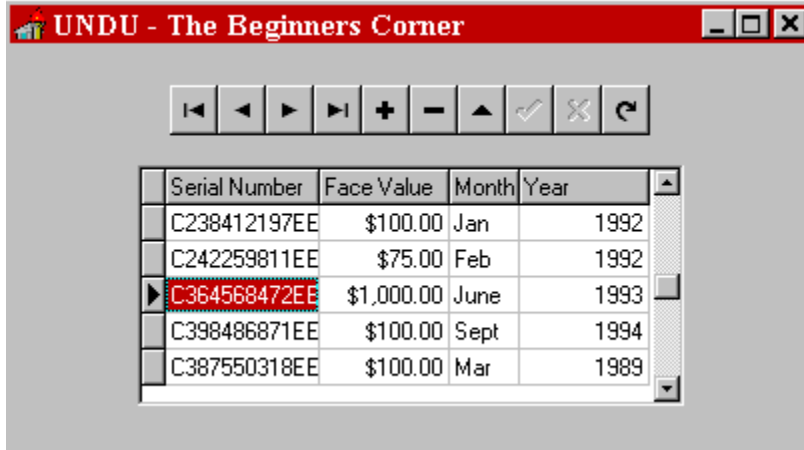 UNDU - The Beginners Corner
Serial Number Face Value Month Year
C238412197EE $100.00 Jan 1992
C242259811EE $75.00 Feb 1992
C364568472EE $1,000.00 June 1993
C398486871EE $100.00 Sept 1994
C387550318EE $100.00 Mar 1989